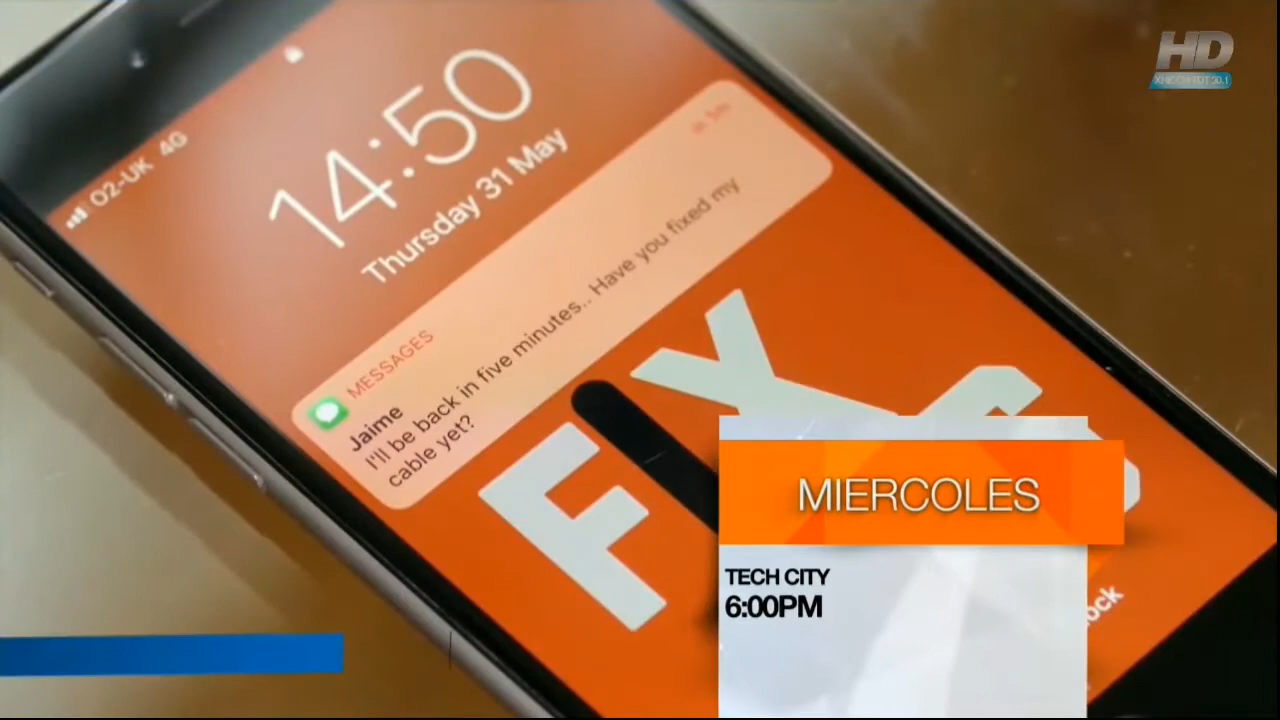 HD
O2-UK 4G
14:50
Thursday 31 May
MESSAGES
Jaime
I'll be back in five minutes.. Have you fixed my
cable yet?
FIX
MIERCOLES
TECH CITY
6:00PM